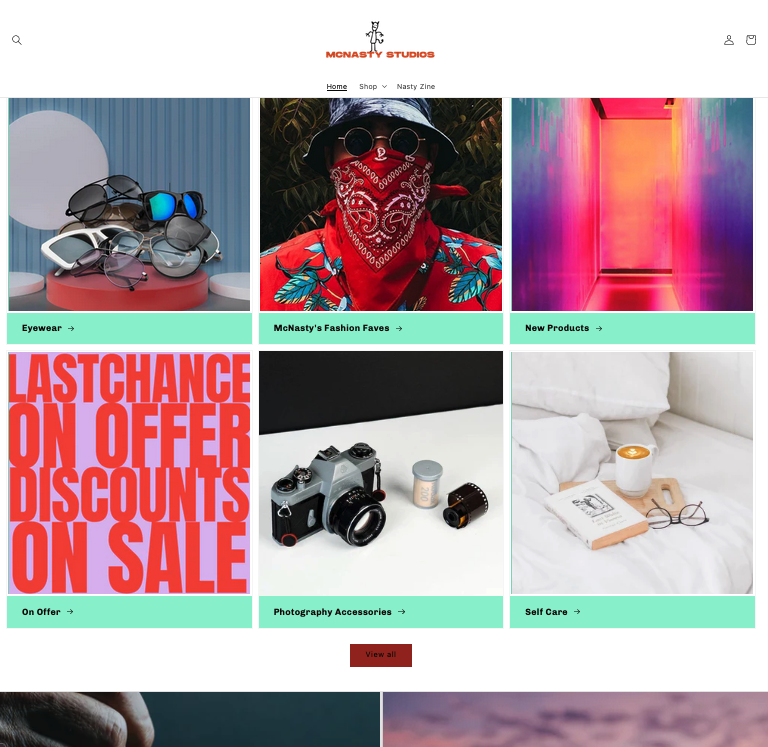 MCNASTY STUDIOS
Home Shop Nasty Zine
Eyewear
McNasty's Fashion Faves
New Products
LASTCHANCE
ON OFFER
DISCOUNTS
ON SALE
On Offer
Photography Accessories
Self Care
View all